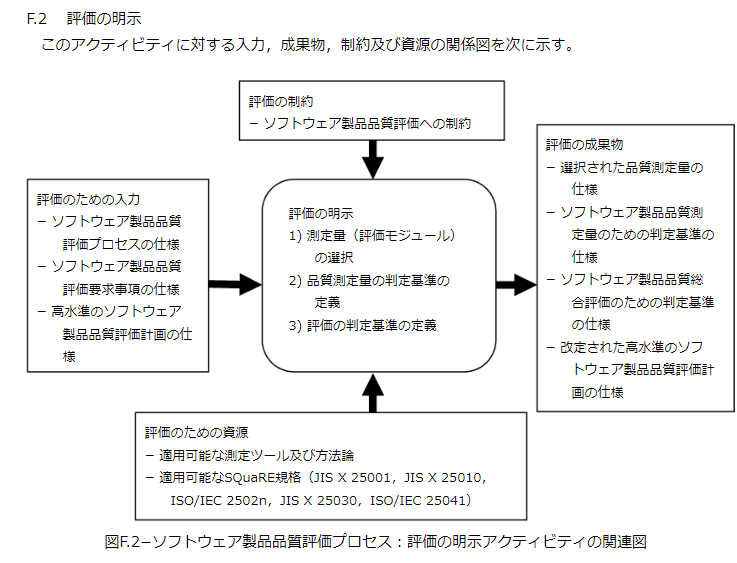 F.2 評価の明示
このアクティビティに対する入力，成果物，制約及び資源の関係図を次に示す。
評価の制約
− ソフトウェア製品品質評価への制約
評価のための入力
− ソフトウェア製品品質
評価プロセスの仕様
− ソフトウェア製品品質
評価要求事項の仕様
− 高水準のソフトウェア
製品品質評価計画の仕
様
評価の明示
1) 測定量（評価モジュール）
の選択
2) 品質測定量の判定基準の
定義
3) 評価の判定基準の定義
評価の成果物
− 選択された品質測定量の
仕様
− ソフトウェア製品品質測
定量のための判定基準の
仕様
− ソフトウェア製品品質総
合評価のための判定基準
の仕様
− 改定された高水準のソフ
トウェア製品品質評価計
画の仕様
評価のための資源
− 適用可能な測定ツール及び方法論
− 適用可能なSQuaRE規格（JIS X 25001，JIS X 25010，
ISO/IEC 2502n，JIS X 25030，ISO/IEC 25041）
図F.2−ソフトウェア製品品質評価プロセス：評価の明示アクティビティの関連図